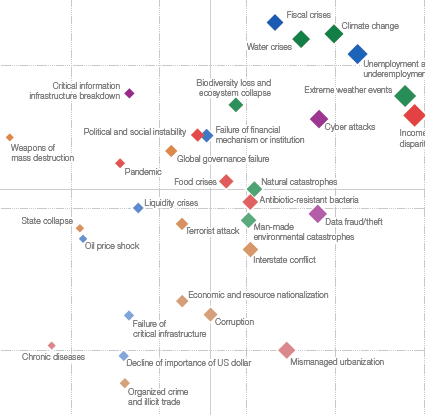 Fiscal crises
Climate change
Water crises
Unemployment a
underemploymen
Critical information
infrastructure breakdown
Biodiversity loss and
ecosystem collapse
Extreme weather events
Income
dispari
Cyber attacks
Political and social instability
Failure of financial
mechanism or institution
Weapons of
mass destruction
Global governance failure
Pandemic
Food crises
Natural catastrophes
Antibiotic-resistant bacteria
Liquidity crises
Data fraud/theft
State collapse
Terrorist attack
Man-made
environmental catastrophes
Oil price shock
Interstate conflict
Economic and resource nationalization
Failure of
critical infrastructure
Corruption
Chronic diseases
Decline of importance of US dollar
Mismanaged urbanization
Organized crime
and illicit trade